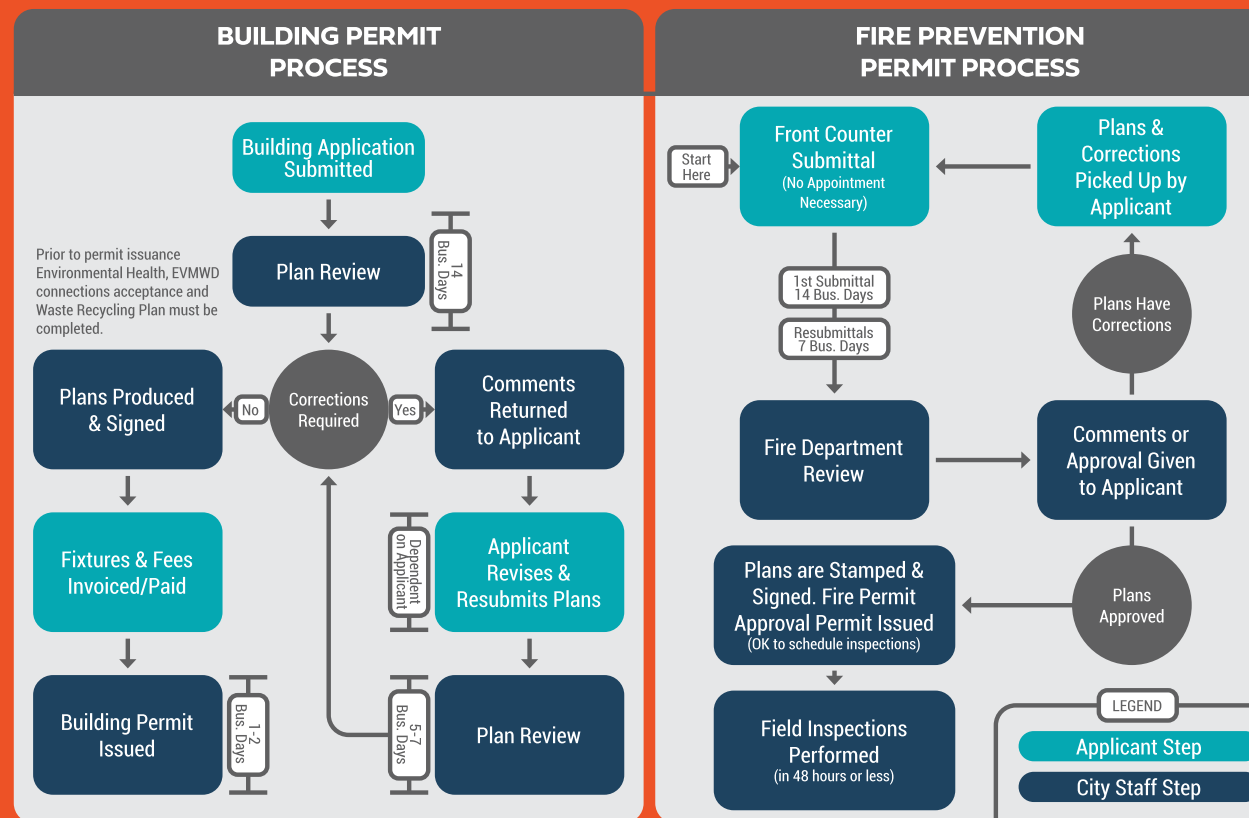 BUILDING PERMIT
PROCESS
Building Application
Submitted
Plan Review
14
Bus. Days
Prior to permit issuance
Environmental Health, EVMWD
connections acceptance and
Waste Recycling Plan must be
completed.
Plans Produced
& Signed
No
Corrections
Required
Yes
Comments
Returned
to Applicant
Fixtures & Fees
Invoiced/Paid
Dependent
on Applicant
Applicant
Revises &
Resubmits Plans
Building Permit
Issued
1-2
Bus. Days
5-7
Bus. Days
Plan Review
FIRE PREVENTION
PERMIT PROCESS
Start
Here
Front Counter
Submittal
(No Appointment
Necessary)
Plans &
Corrections
Picked Up by
Applicant
1st Submittal
14 Bus. Days
Resubmittals
7 Bus. Days
Plans Have
Corrections
Fire Department
Review
Comments or
Approval Given
to Applicant
Plans are Stamped &
Signed. Fire Permit
Approval Permit Issued
(OK to schedule inspections)
Plans
Approved
Field Inspections
Performed
(in 48 hours or less)
LEGEND
Applicant Step
City Staff Step